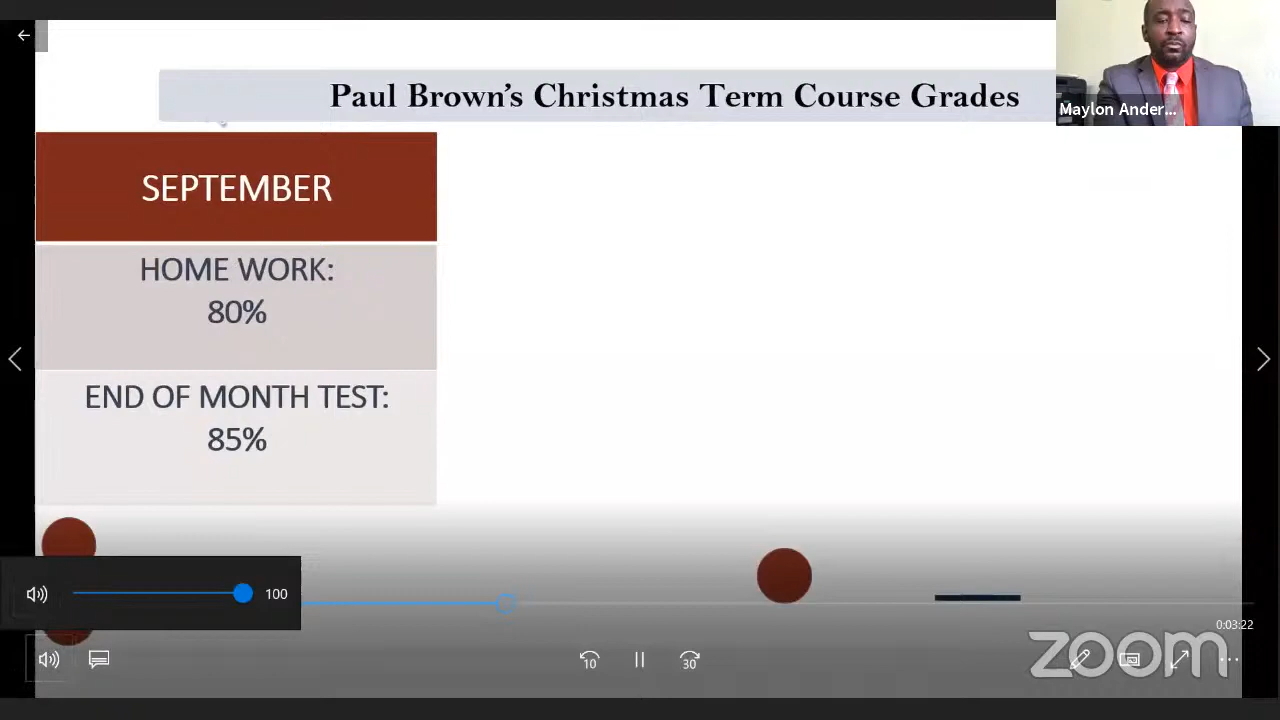 Paul Brown's Christmas Term Course Grades
Maylon Ander...
SEPTEMBER
HOME WORK:
80%
END OF MONTH TEST:
85%
100
0:03:22
10
30
zoom